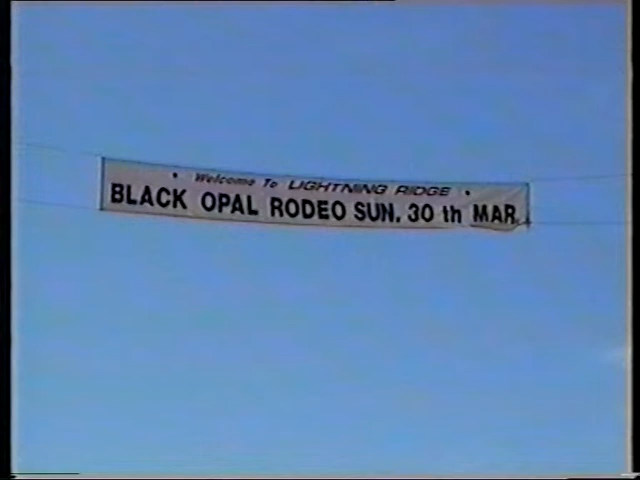 • Welcome To LIGHTNING RIDGE •
BLACK OPAL RODEO SUN. 30 th MAR.